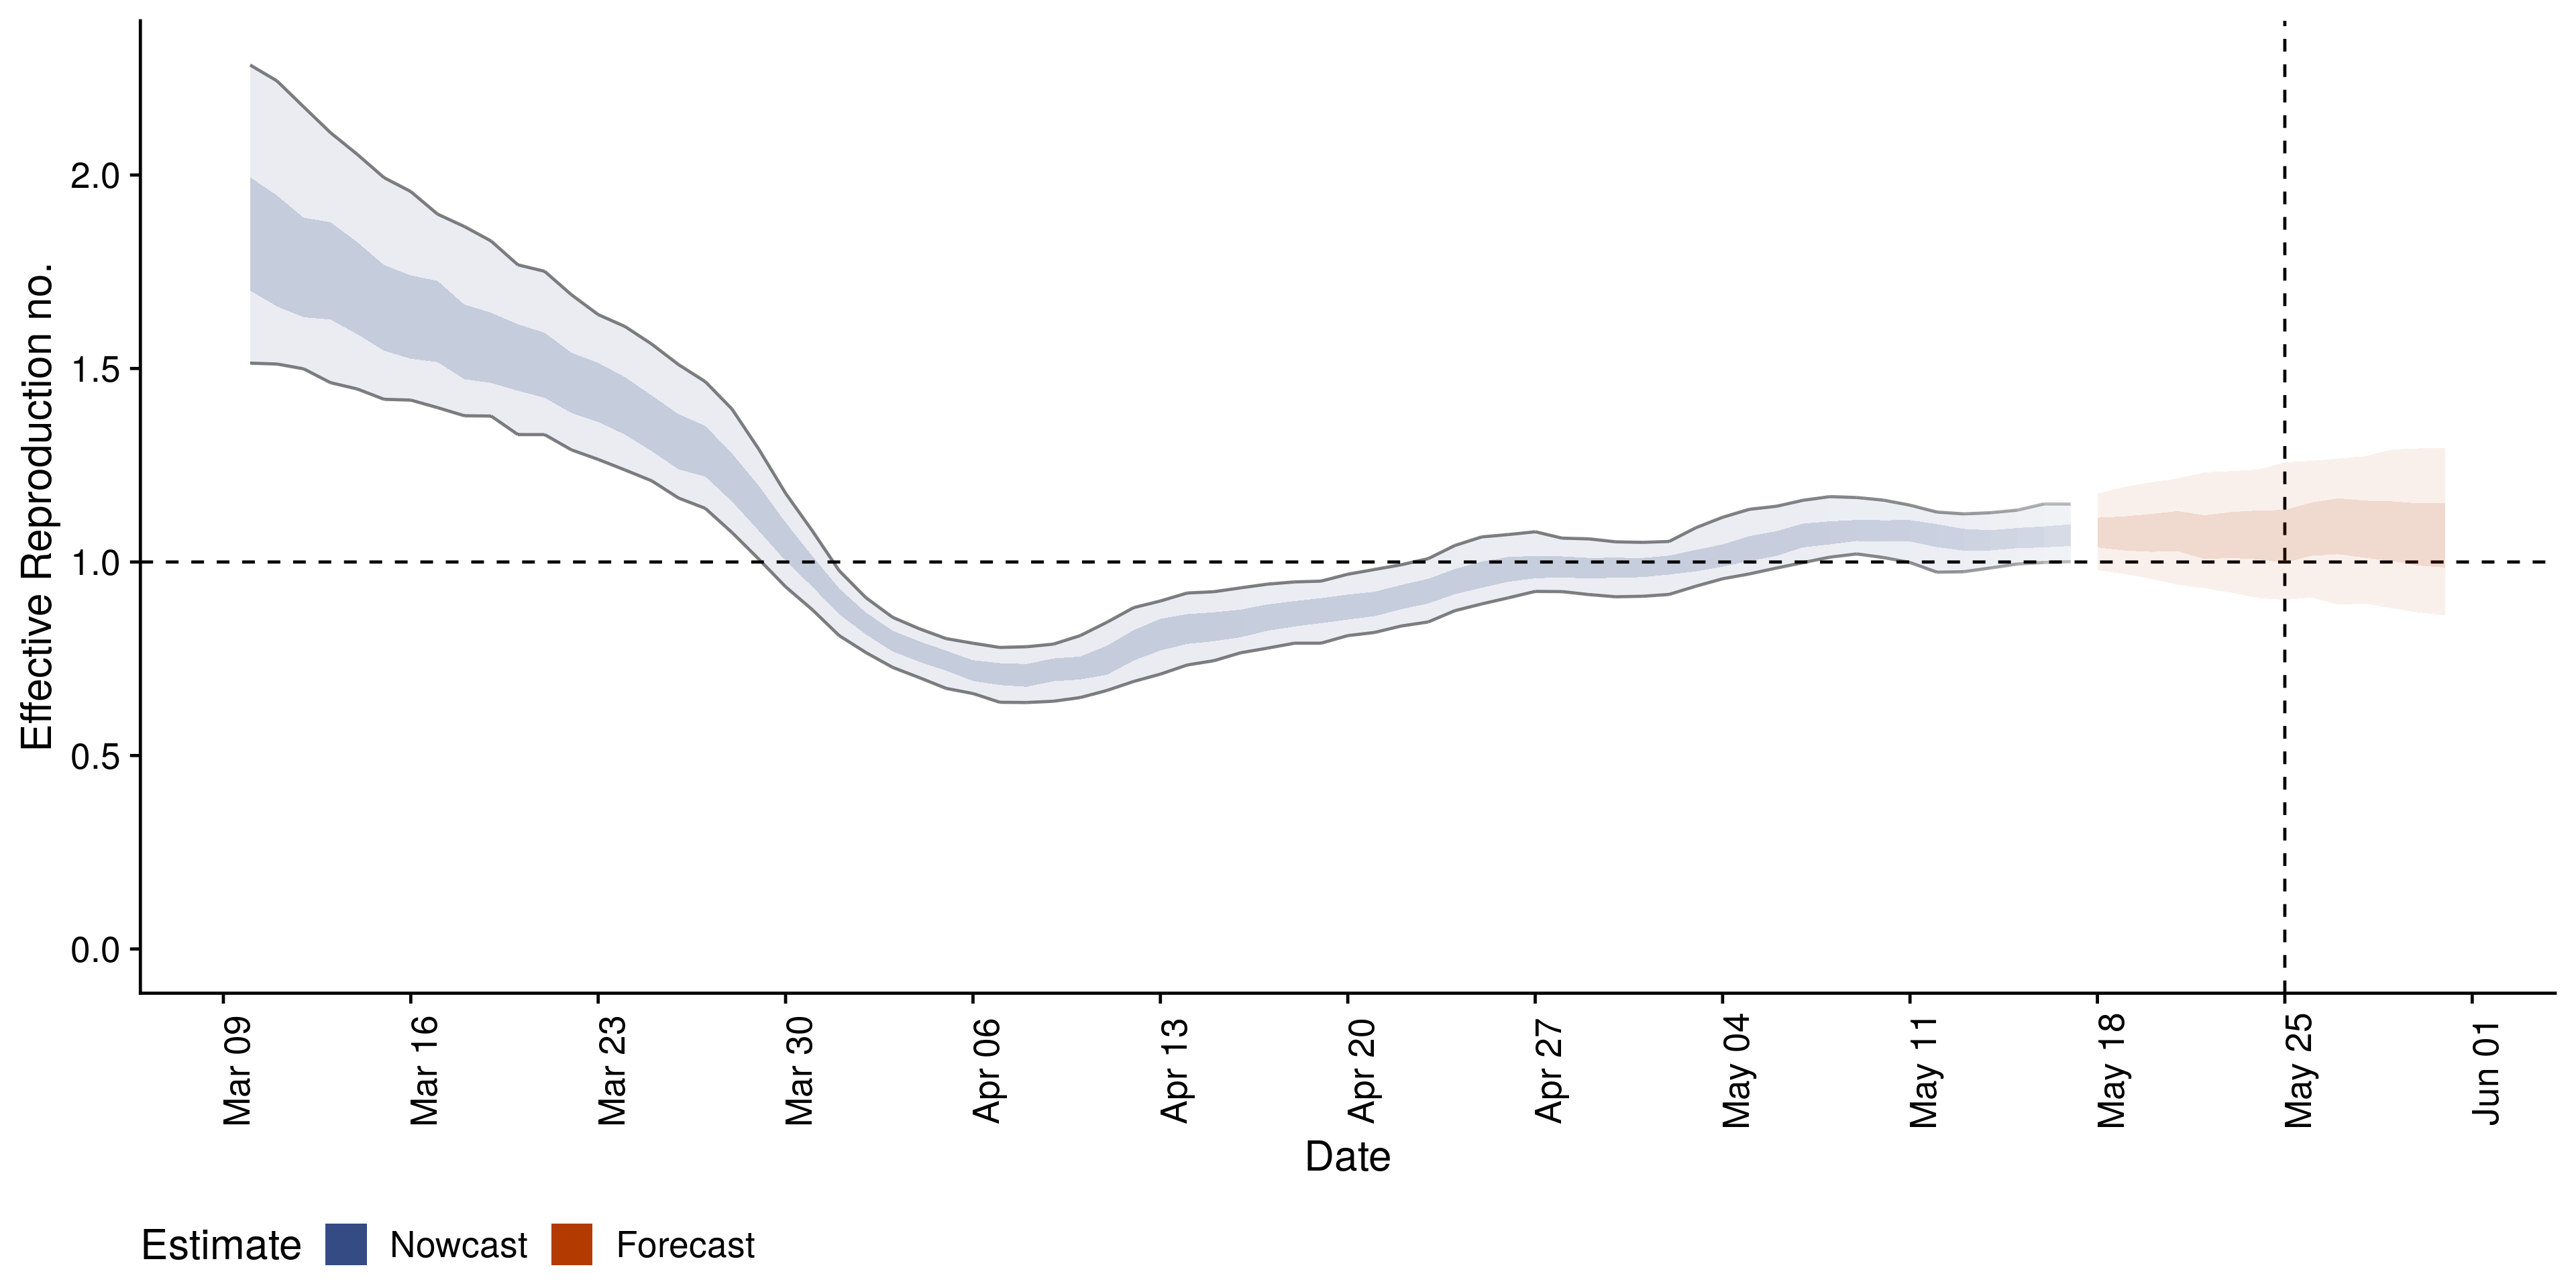 Effective Reproduction no.
2.0
1.5
1.0
0.5
0.0
Mar 09
Mar 16
Mar 23
Mar 30
Apr 06
Apr 13
Apr 20
Apr 27
May 04
May 11
May 18
May 25
Jun 01
Date
Estimate Nowcast Forecast